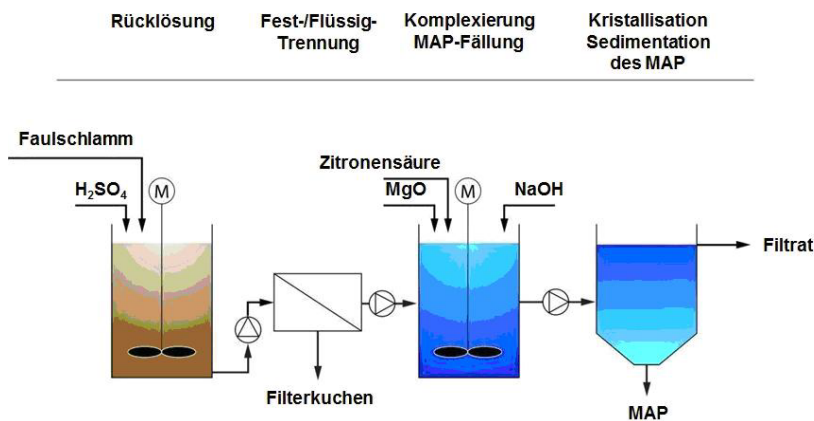 Rücklösung
Fest-/Flüssig-
Trennung
Komplexierung
MAP-Fällung
Kristallisation
Sedimentation
des MAP
Faulschlamm
H₂SO₄
M
Zitronensäure
MgO
M
NaOH
Filtrat
Filterkuchen
MAP